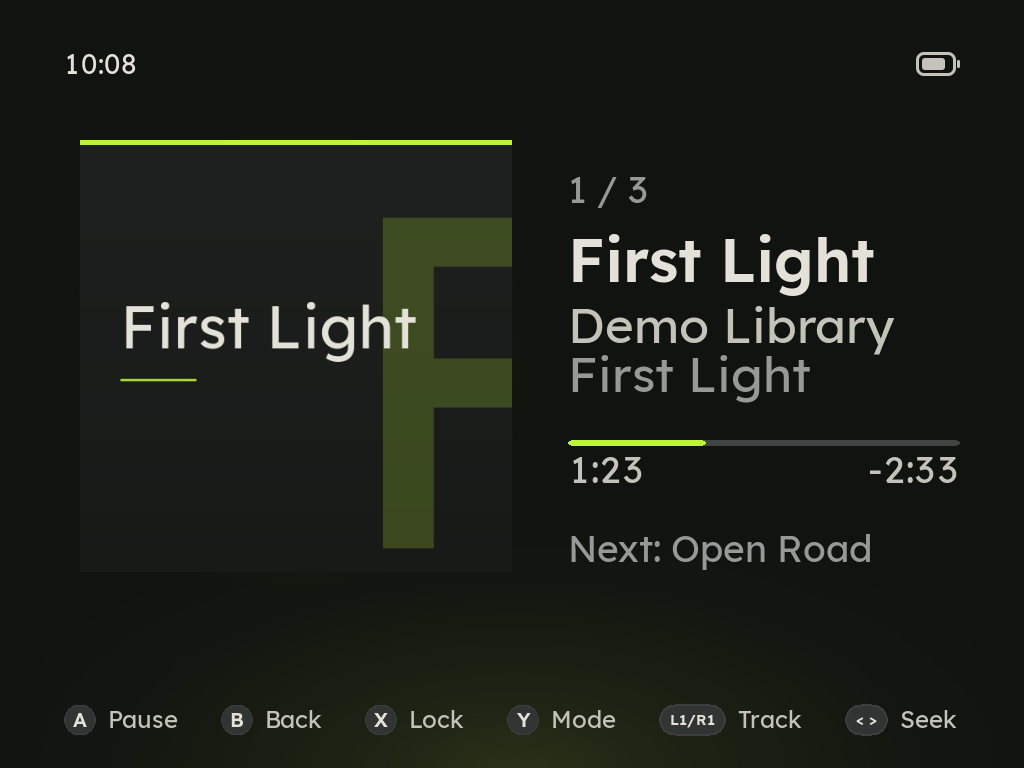 10:08
F
First Light
1 / 3
First Light
Demo Library
First Light
1:23 -2:33
Next: Open Road
A Pause B Back X Lock Y Mode L1/R1 Track < > Seek